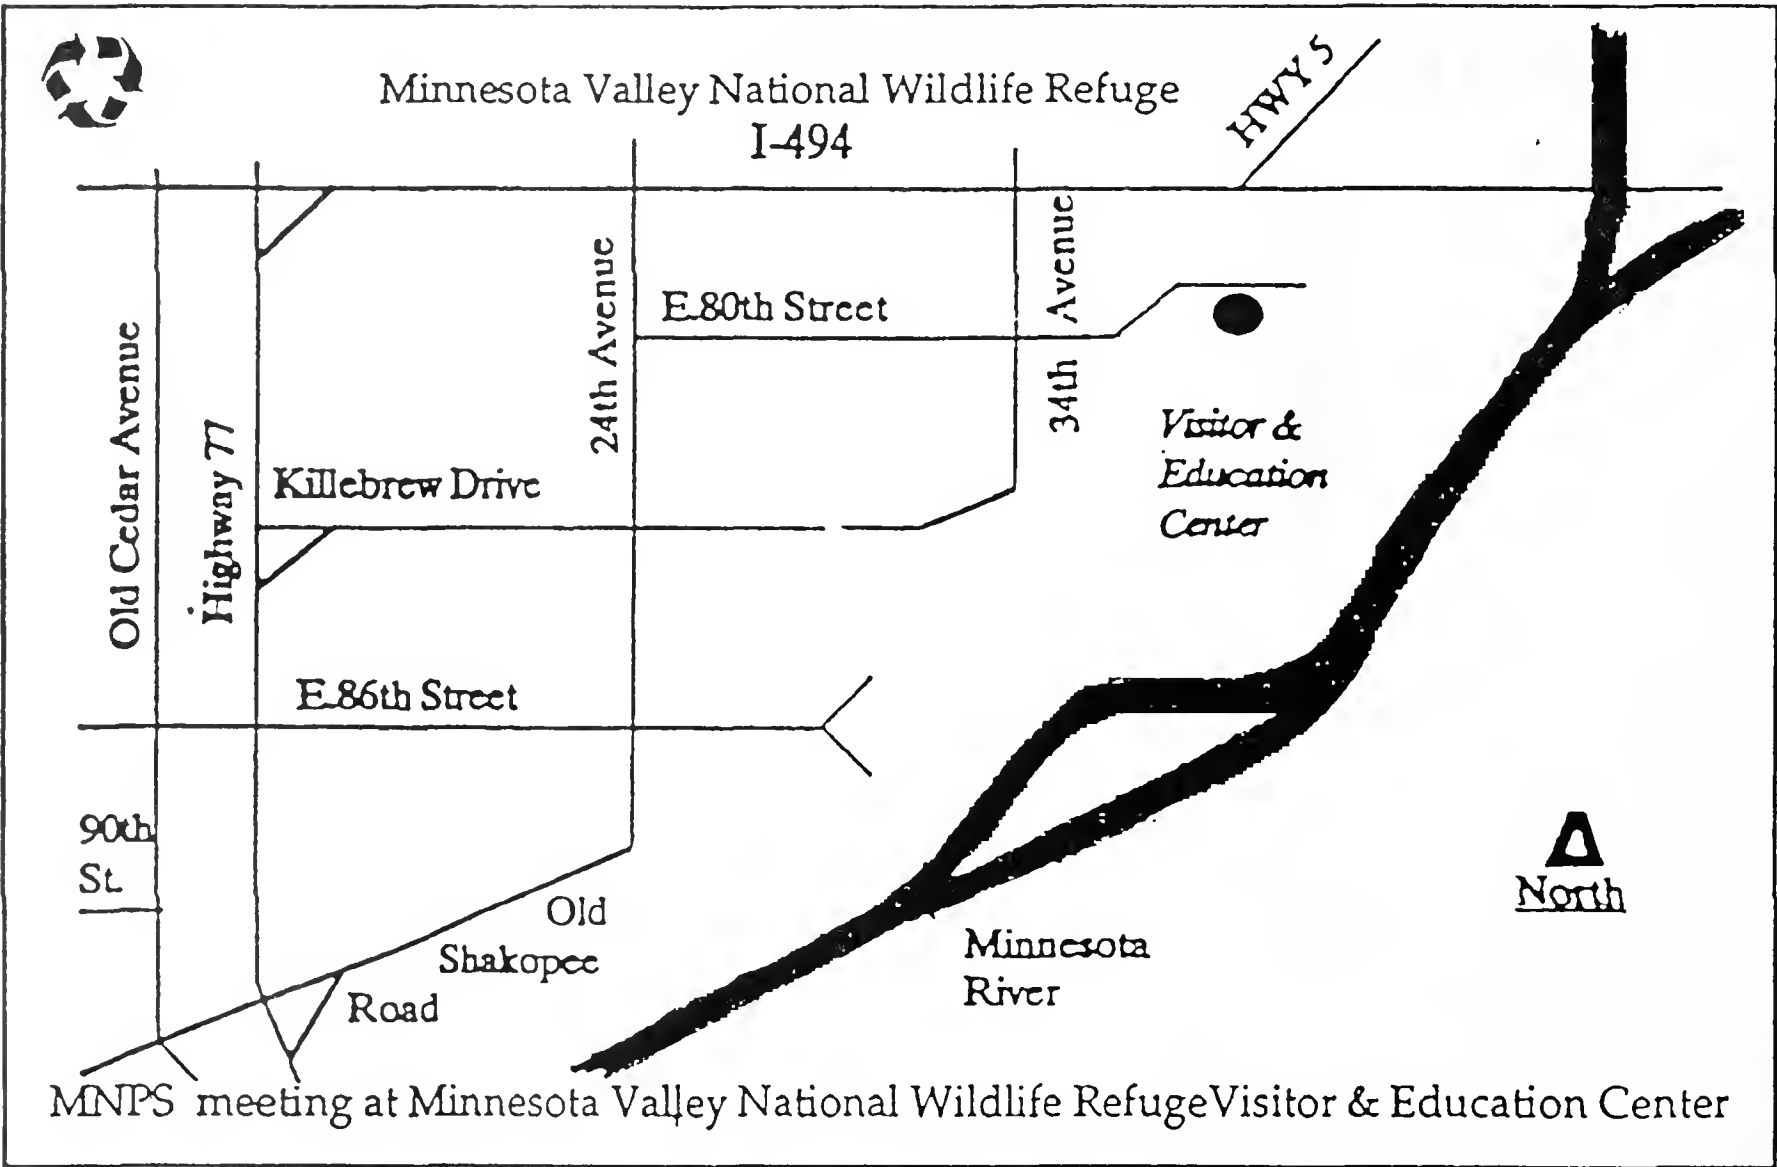 Minnesota Valley National Wildlife Refuge
I-494
HWY 5
Old Cedar Avenue
Highway 77
24th Avenue
34th Avenue
E.80th Street
Killebrew Drive
Visitor &
Education
Center
E.86th Street
90th
St.
Old
Shakopee
Road
Minnesota
River
North
MNPS meeting at Minnesota Valley National Wildlife RefugeVisitor & Education Center